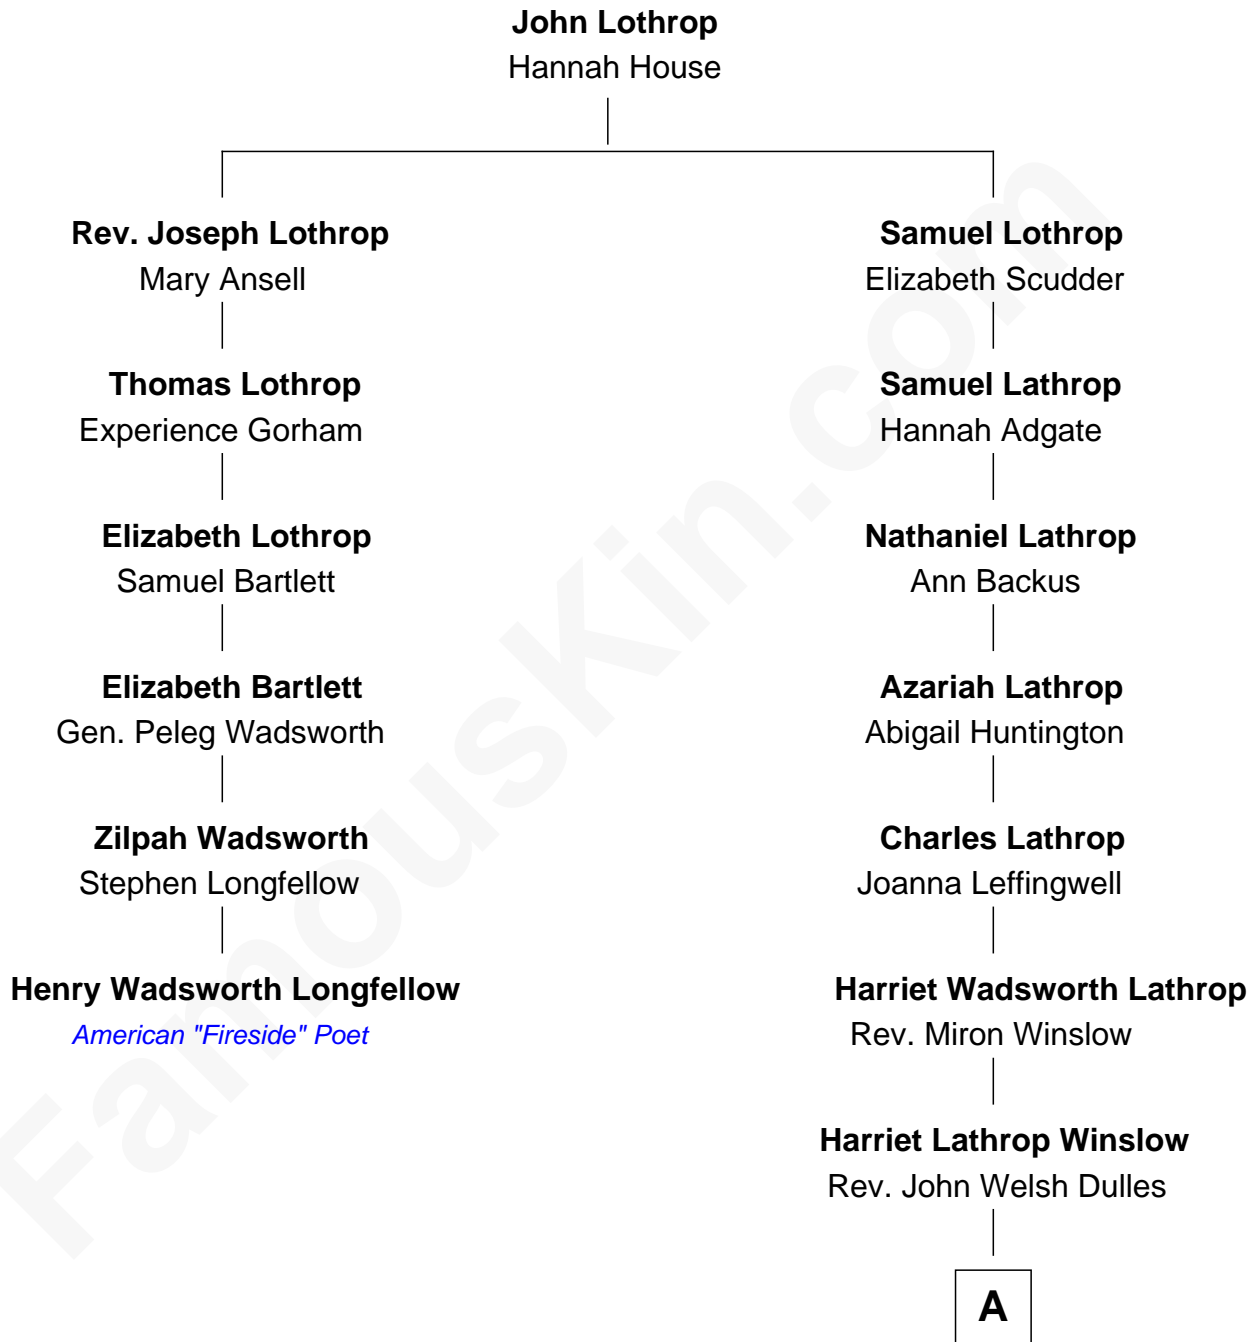 John Lothrop
Hannah House
Rev. Joseph Lothrop
Mary Ansell
Thomas Lothrop
Experience Gorham
Elizabeth Lothrop
Samuel Bartlett
Elizabeth Bartlett
Gen. Peleg Wadsworth
Zilpah Wadsworth
Stephen Longfellow
Henry Wadsworth Longfellow
American "Fireside" Poet
Samuel Lothrop
Elizabeth Scudder
Samuel Lathrop
Hannah Adgate
Nathaniel Lathrop
Ann Backus
Azariah Lathrop
Abigail Huntington
Charles Lathrop
Joanna Leffingwell
Harriet Wadsworth Lathrop
Rev. Miron Winslow
Harriet Lathrop Winslow
Rev. John Welsh Dulles
A
FamousKin.com